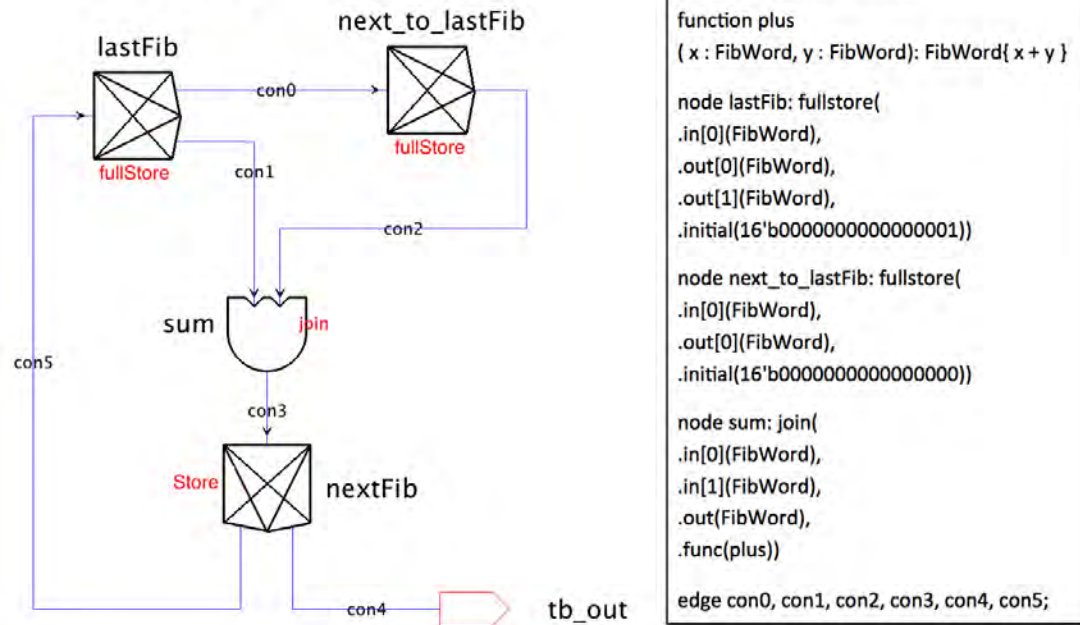 next_to_lastFib
lastFib
con0
fullStore
fullStore
con1
con2
sum
join
con5
con3
Store
nextFib
con4
tb_out
function plus
( x : FibWord, y : FibWord): FibWord{ x + y }
node lastFib: fullstore(
.in[0](FibWord),
.out[0](FibWord),
.out[1](FibWord),
.initial(16'b0000000000000001))
node next_to_lastFib: fullstore(
.in[0](FibWord),
.out[0](FibWord),
.initial(16'b0000000000000000))
node sum: join(
.in[0](FibWord),
.in[1](FibWord),
.out(FibWord),
.func(plus))
edge con0, con1, con2, con3, con4, con5;